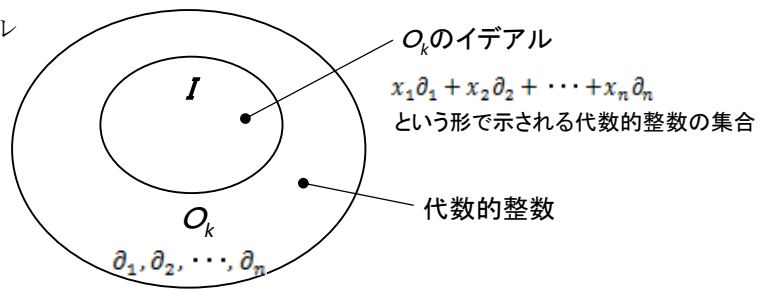 ル
O_kのイデアル
I
x_1∂_1 + x_2∂_2 + ··· + x_n∂_n
という形で示される代数的整数の集合
代数的整数
O_k
∂_1, ∂_2, ···, ∂_n